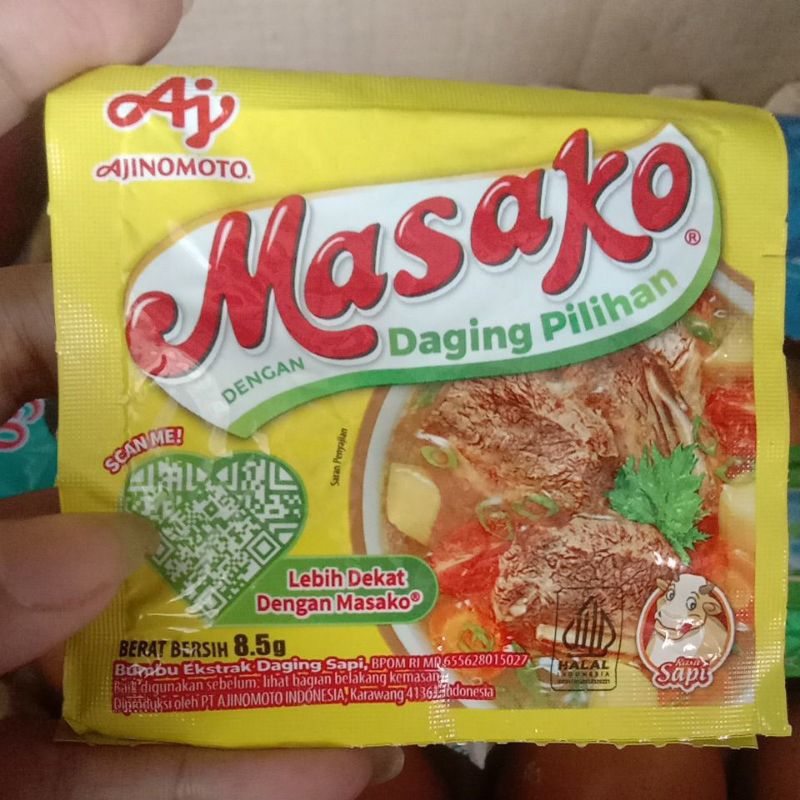 Aj
AJINOMOTO.
Masako®
DENGAN Daging Pilihan
SCAN ME!
Saran Penyajian
Lebih Dekat
Dengan Masako®
BERAT BERSIH 8.5g
Bumbu Ekstrak Daging Sapi, BPOM RI MD 655628015027
Baik digunakan sebelum: lihat bagian belakang kemasan
Diproduksi oleh PT AJINOMOTO INDONESIA, Karawang 41361, Indonesia
HALAL
INDONESIA
Rasa
Sapi